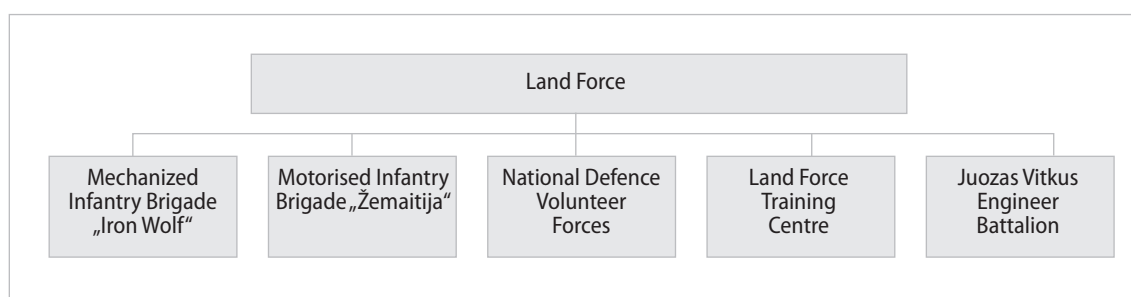 Land Force
Mechanized
Infantry Brigade
„Iron Wolf“
Motorised Infantry
Brigade „Žemaitija“
National Defence
Volunteer
Forces
Land Force
Training
Centre
Juozas Vitkus
Engineer
Battalion